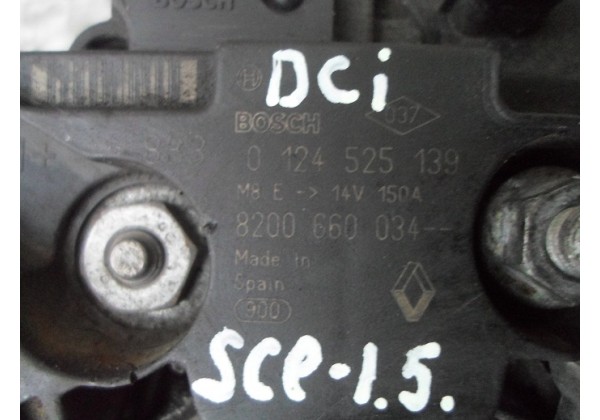 BOSCH
DCi
BOSCH 037
0 124 525 139
M8 E -> 14V 150A
8200 660 034--
Made in
Spain
900
SCe-1.5.